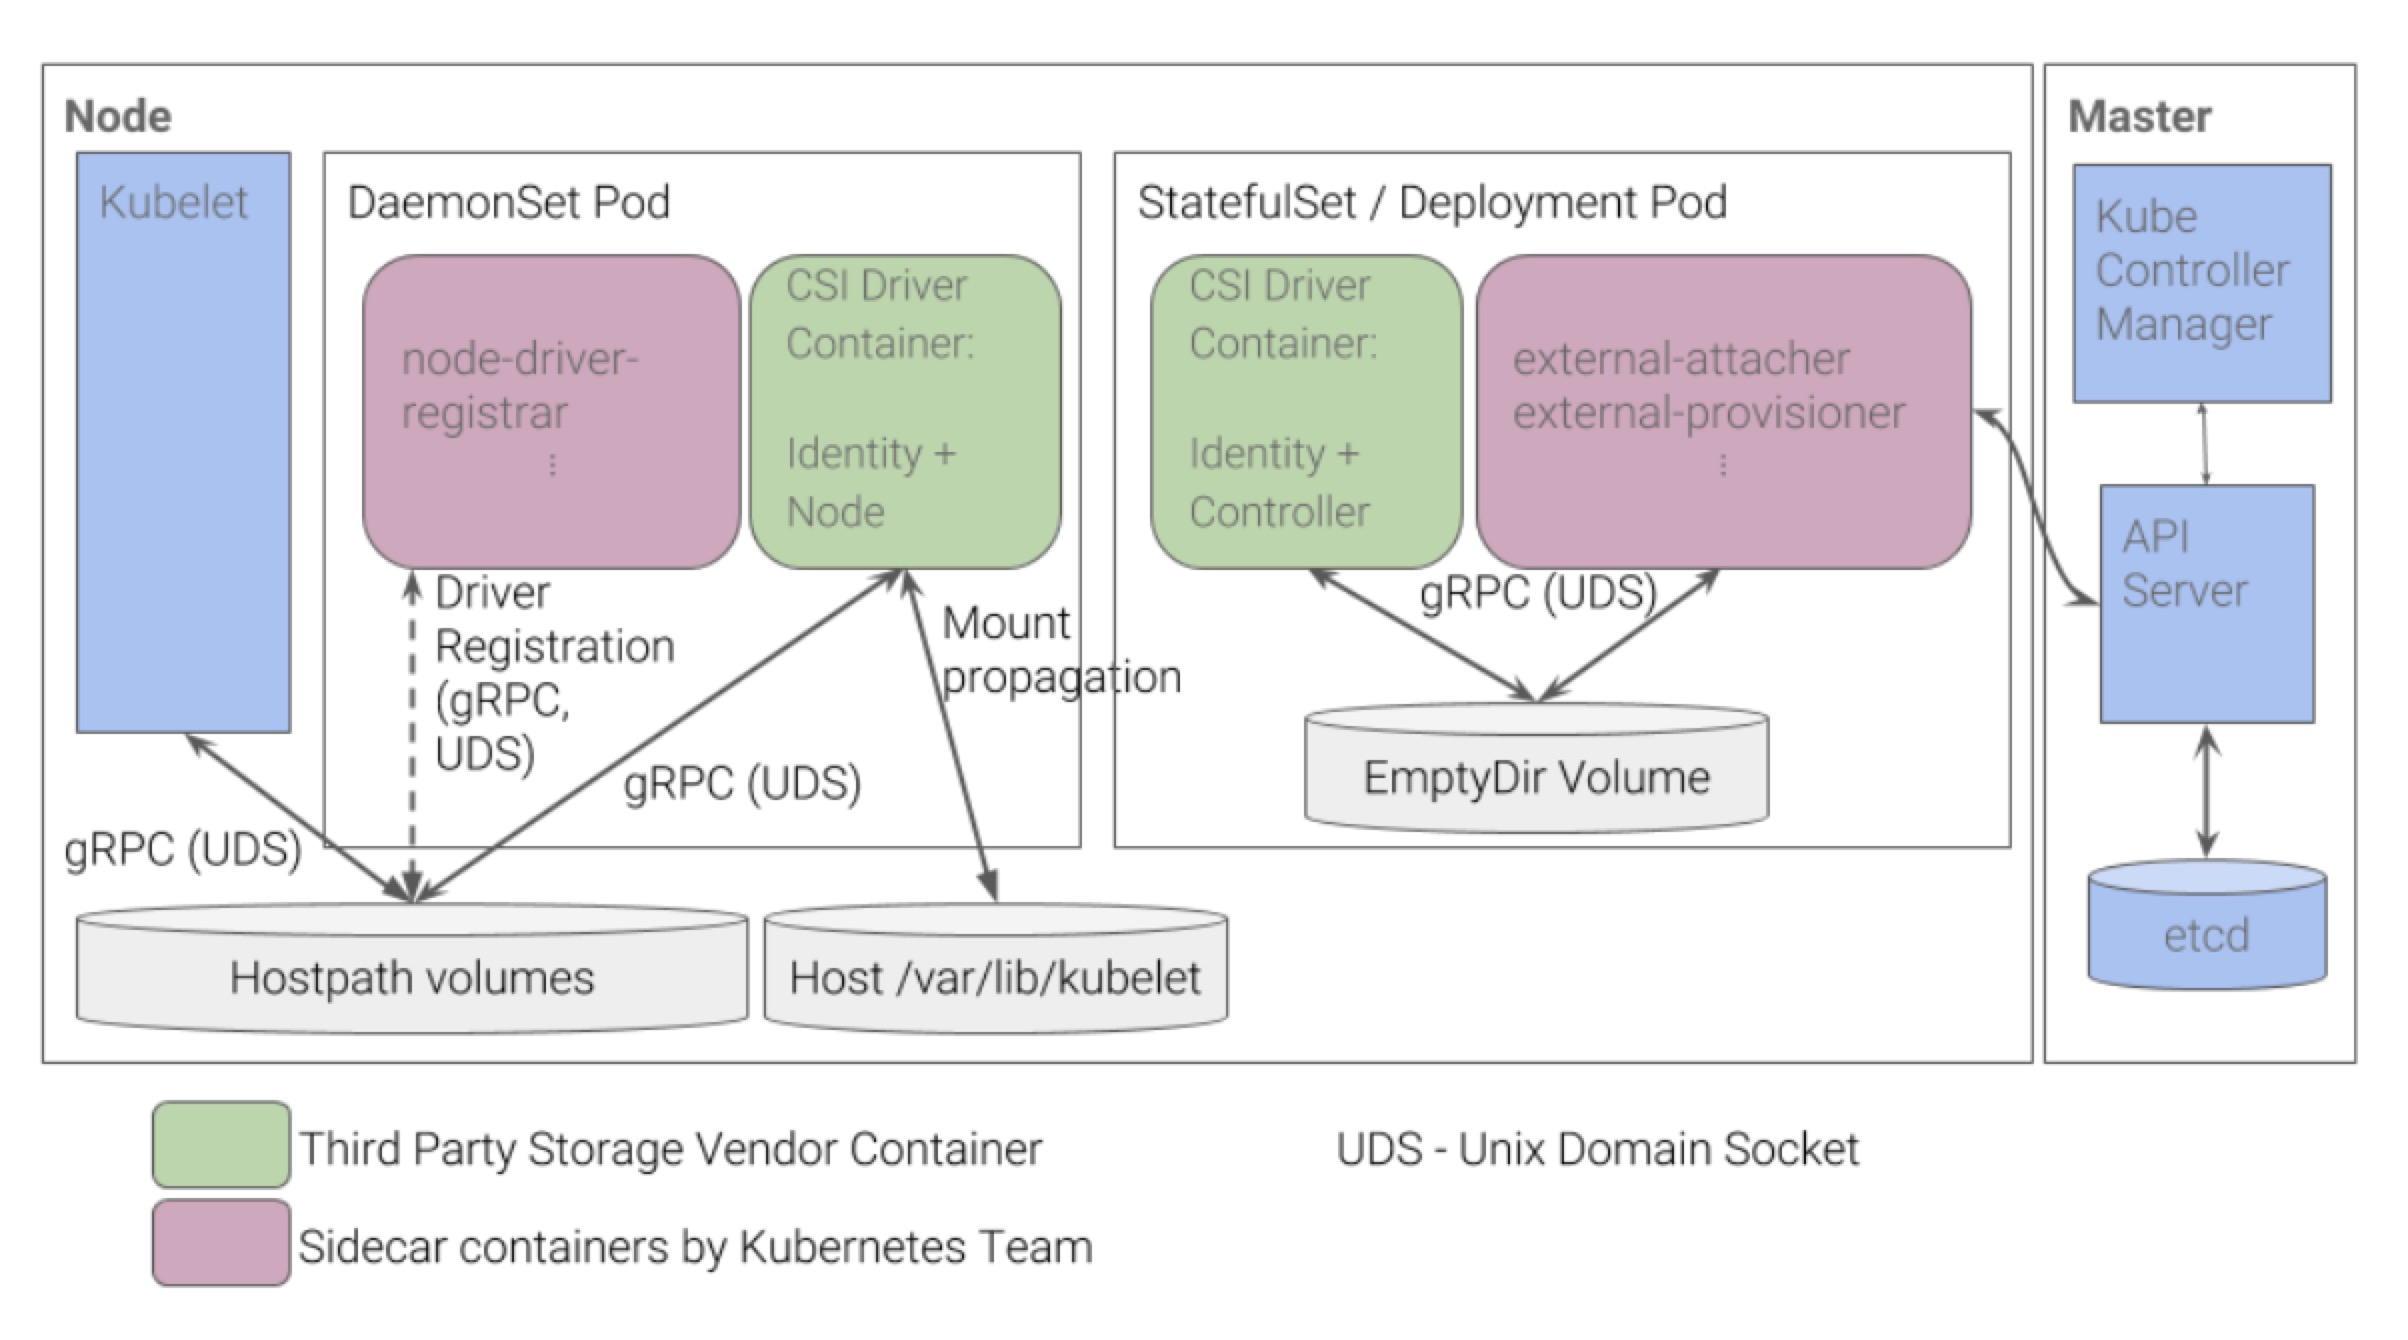 Node
Kubelet
DaemonSet Pod
node-driver-
registrar
⋮
CSI Driver
Container:
Identity +
Node
Driver
Registration
(gRPC,
UDS)
gRPC (UDS)
Mount
propagation
gRPC (UDS)
Hostpath volumes
Host /var/lib/kubelet
StatefulSet / Deployment Pod
CSI Driver
Container:
Identity +
Controller
external-attacher
external-provisioner
⋮
gRPC (UDS)
EmptyDir Volume
Master
Kube
Controller
Manager
API
Server
etcd
Third Party Storage Vendor Container
UDS - Unix Domain Socket
Sidecar containers by Kubernetes Team